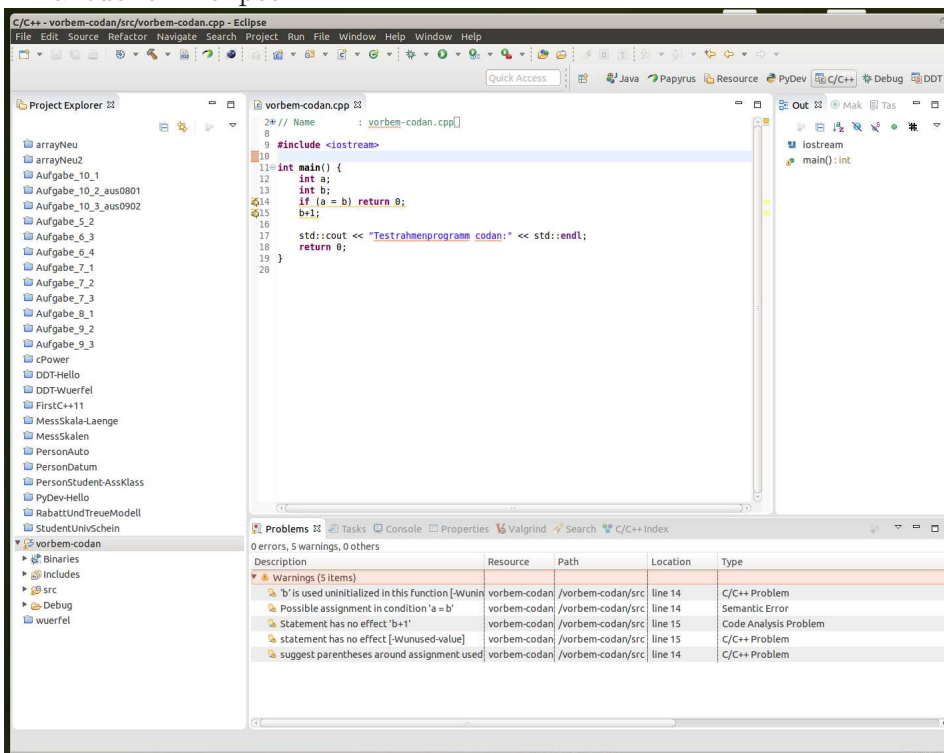 C/C++ - vorbem-codan/src/vorbem-codan.cpp - Eclipse
File Edit Source Refactor Navigate Search Project Run File Window Help Window Help
Quick Access Java Papyrus Resource PyDev C/C++ Debug DDT
Project Explorer
arrayNeu
arrayNeu2
Aufgabe_10_1
Aufgabe_10_2_aus0801
Aufgabe_10_3_aus0902
Aufgabe_5_2
Aufgabe_6_3
Aufgabe_6_4
Aufgabe_7_1
Aufgabe_7_2
Aufgabe_7_3
Aufgabe_8_1
Aufgabe_9_2
Aufgabe_9_3
cPower
DDT-Hello
DDT-Wuerfel
FirstC++11
MessSkala-Laenge
MessSkalen
PersonAuto
PersonDatum
PersonStudent-AssKlass
PyDev-Hello
RabattUndTreueModell
StudentUnivSchein
vorbem-codan
Binaries
Includes
src
Debug
wuerfel
vorbem-codan.cpp
2 // Name : vorbem-codan.cpp
8
9 #include <iostream>
10
11 int main() {
12 int a;
13 int b;
14 if (a = b) return 0;
15 b+1;
16
17 std::cout << "Testrahmenprogramm codan:" << std::endl;
18 return 0;
19 }
20
Out Mak Tas
iostream
main() : int
Problems Tasks Console Properties Valgrind Search C/C++ Index
0 errors, 5 warnings, 0 others
Description Resource Path Location Type
Warnings (5 items)
'b' is used uninitialized in this function [-Wunin vorbem-codan /vorbem-codan/src line 14 C/C++ Problem
Possible assignment in condition 'a = b' vorbem-codan /vorbem-codan/src line 14 Semantic Error
Statement has no effect 'b+1' vorbem-codan /vorbem-codan/src line 15 Code Analysis Problem
statement has no effect [-Wunused-value] vorbem-codan /vorbem-codan/src line 15 C/C++ Problem
suggest parentheses around assignment used vorbem-codan /vorbem-codan/src line 14 C/C++ Problem